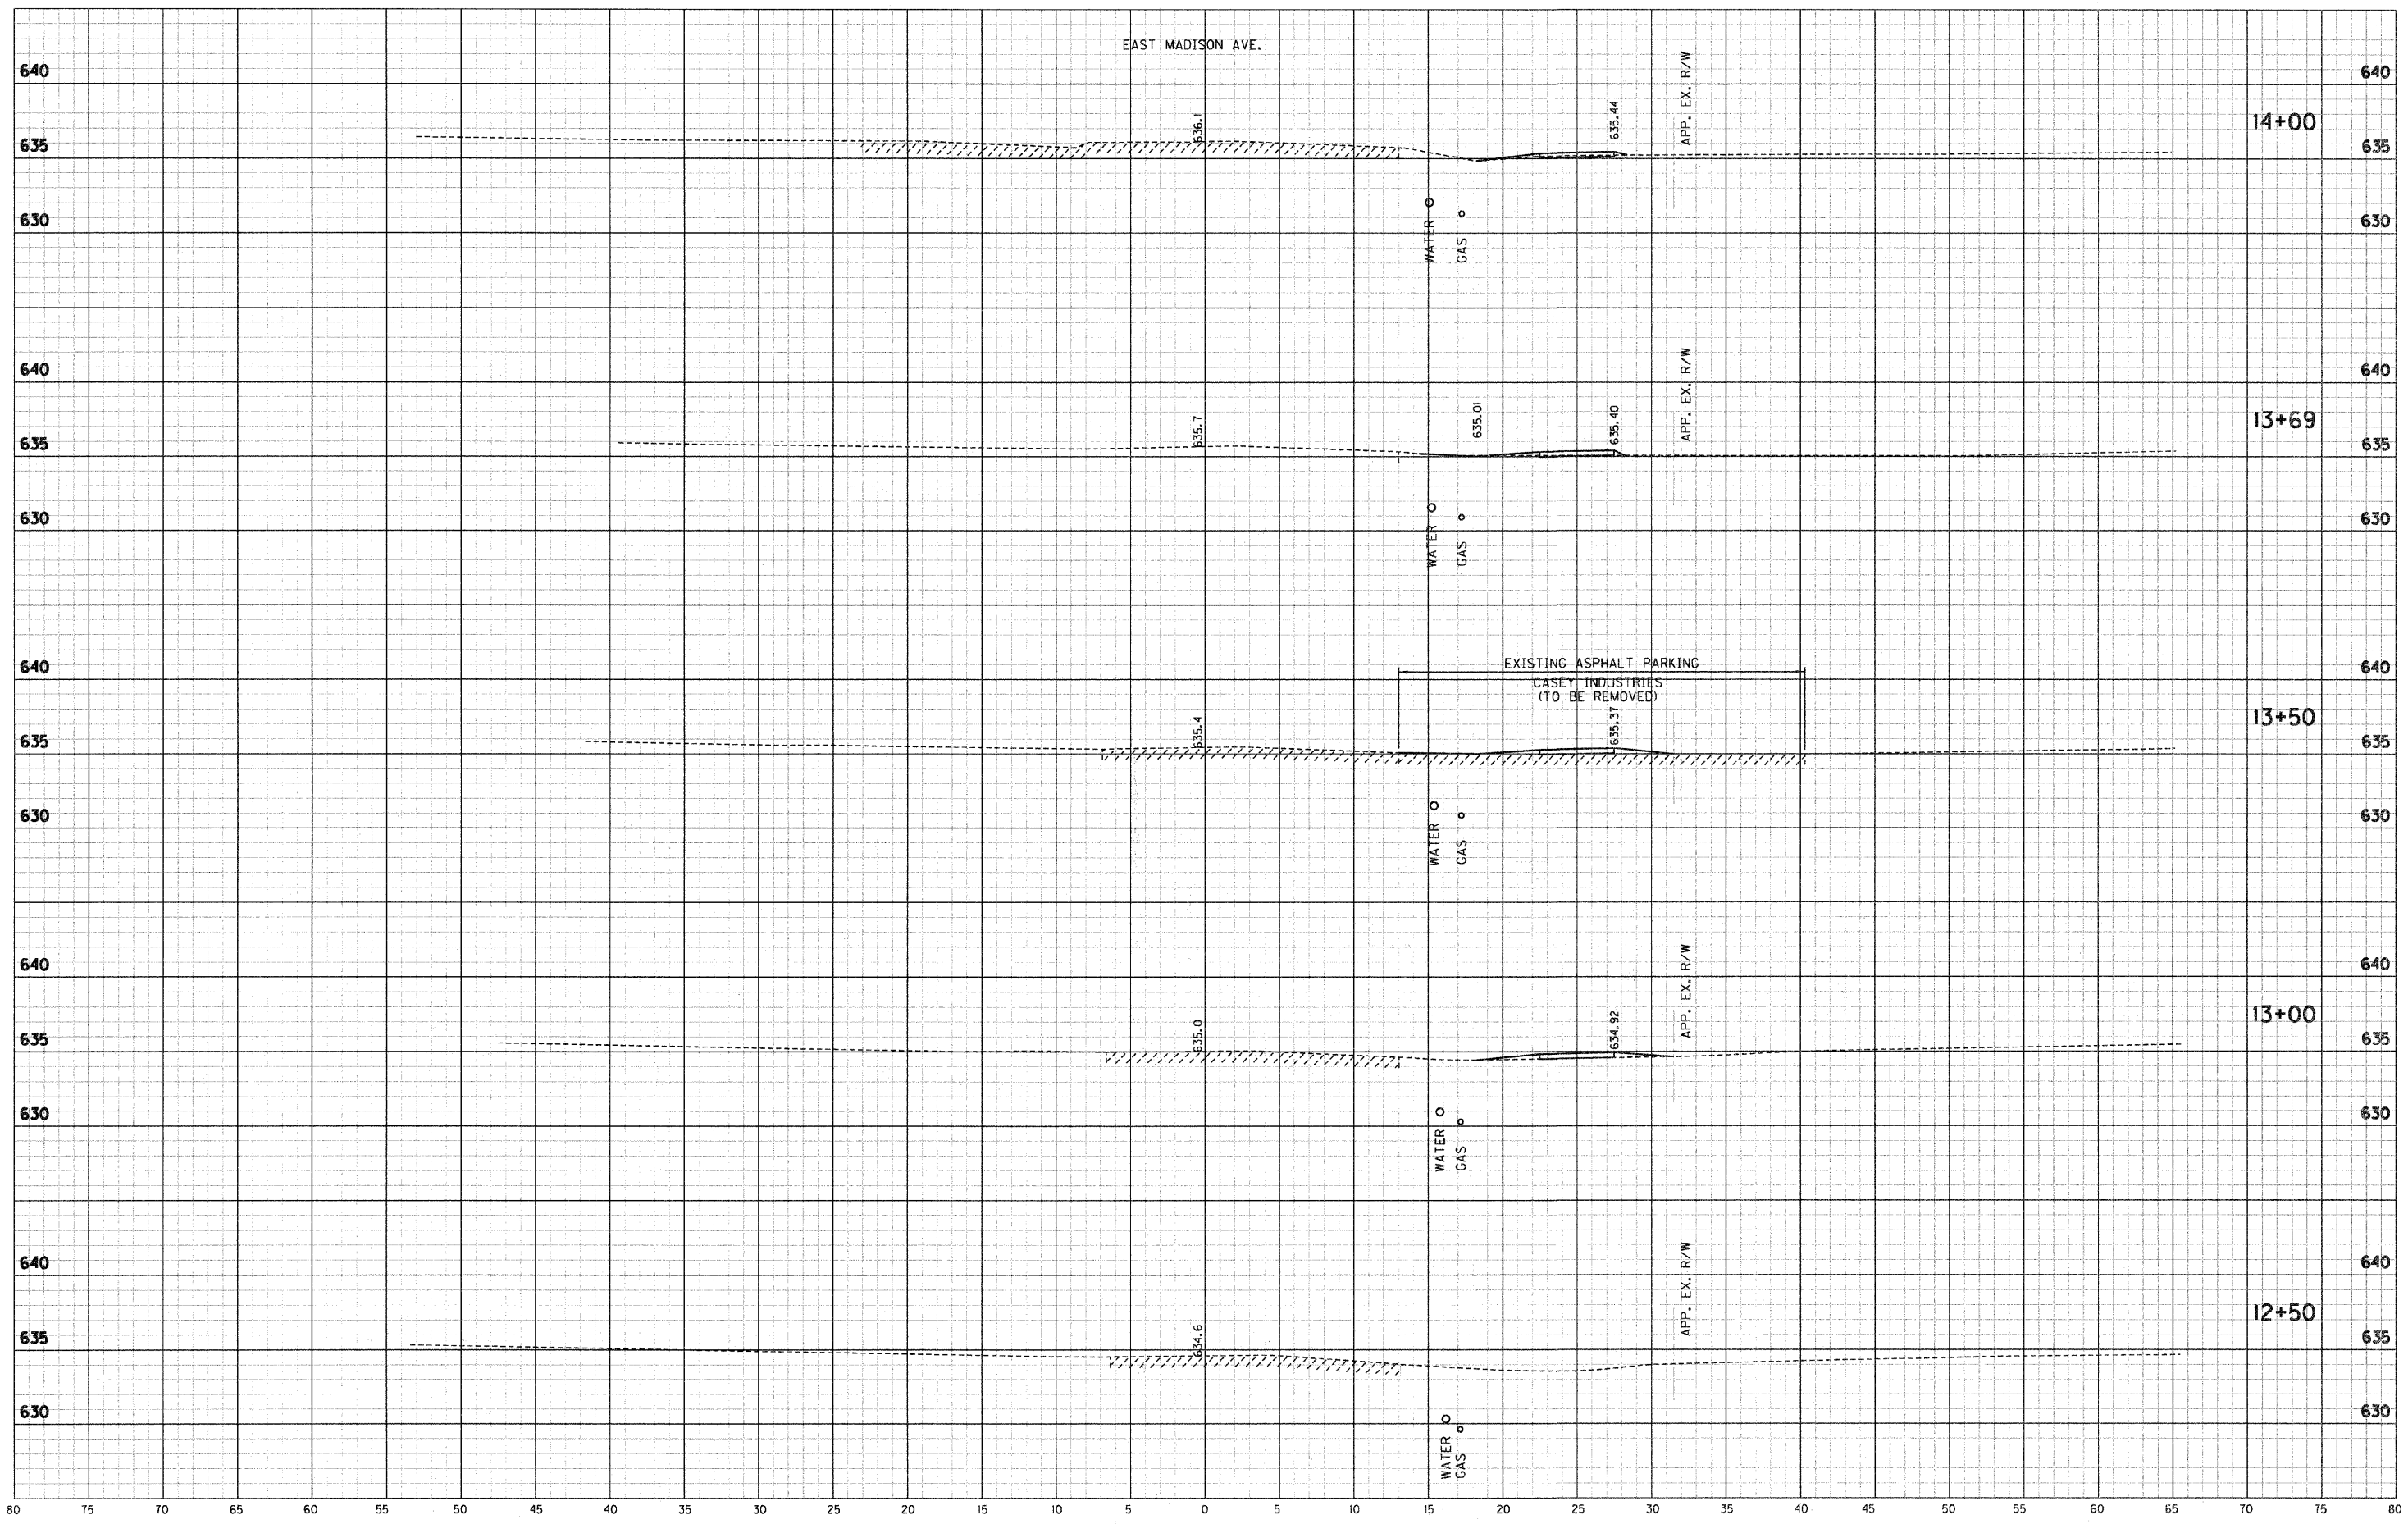 EAST MADISON AVE.
640 640
636.1 635.44 APP. EX. R/W 14+00
635 635
630 630
WATER GAS
640 640
635.7 635.01 635.40 APP. EX. R/W 13+69
635 635
630 630
WATER GAS
640 EXISTING ASPHALT PARKING 640
CASEY INDUSTRIES
(TO BE REMOVED)
635.4 635.37 13+50
635 635
630 630
WATER GAS
640 640
635.0 634.92 APP. EX. R/W 13+00
635 635
630 630
WATER GAS
640 640
634.6 APP. EX. R/W 12+50
635 635
630 630
WATER GAS
80 75 70 65 60 55 50 45 40 35 30 25 20 15 10 5 0 5 10 15 20 25 30 35 40 45 50 55 60 65 70 75 80